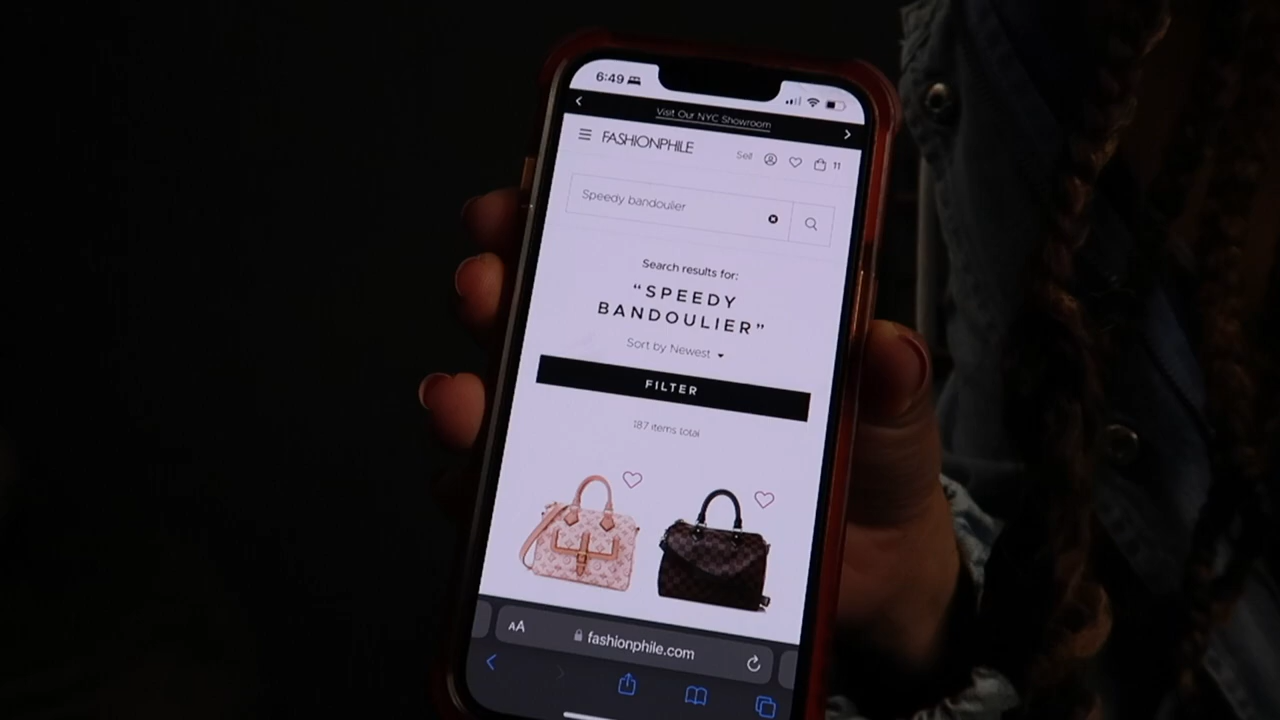 6:49
Visit Our NYC Showroom
FASHIONPHILE
Sell
11
Speedy bandoulier
Search results for:
“SPEEDY
BANDOULIER”
Sort by Newest
FILTER
187 items total
AA
fashionphile.com